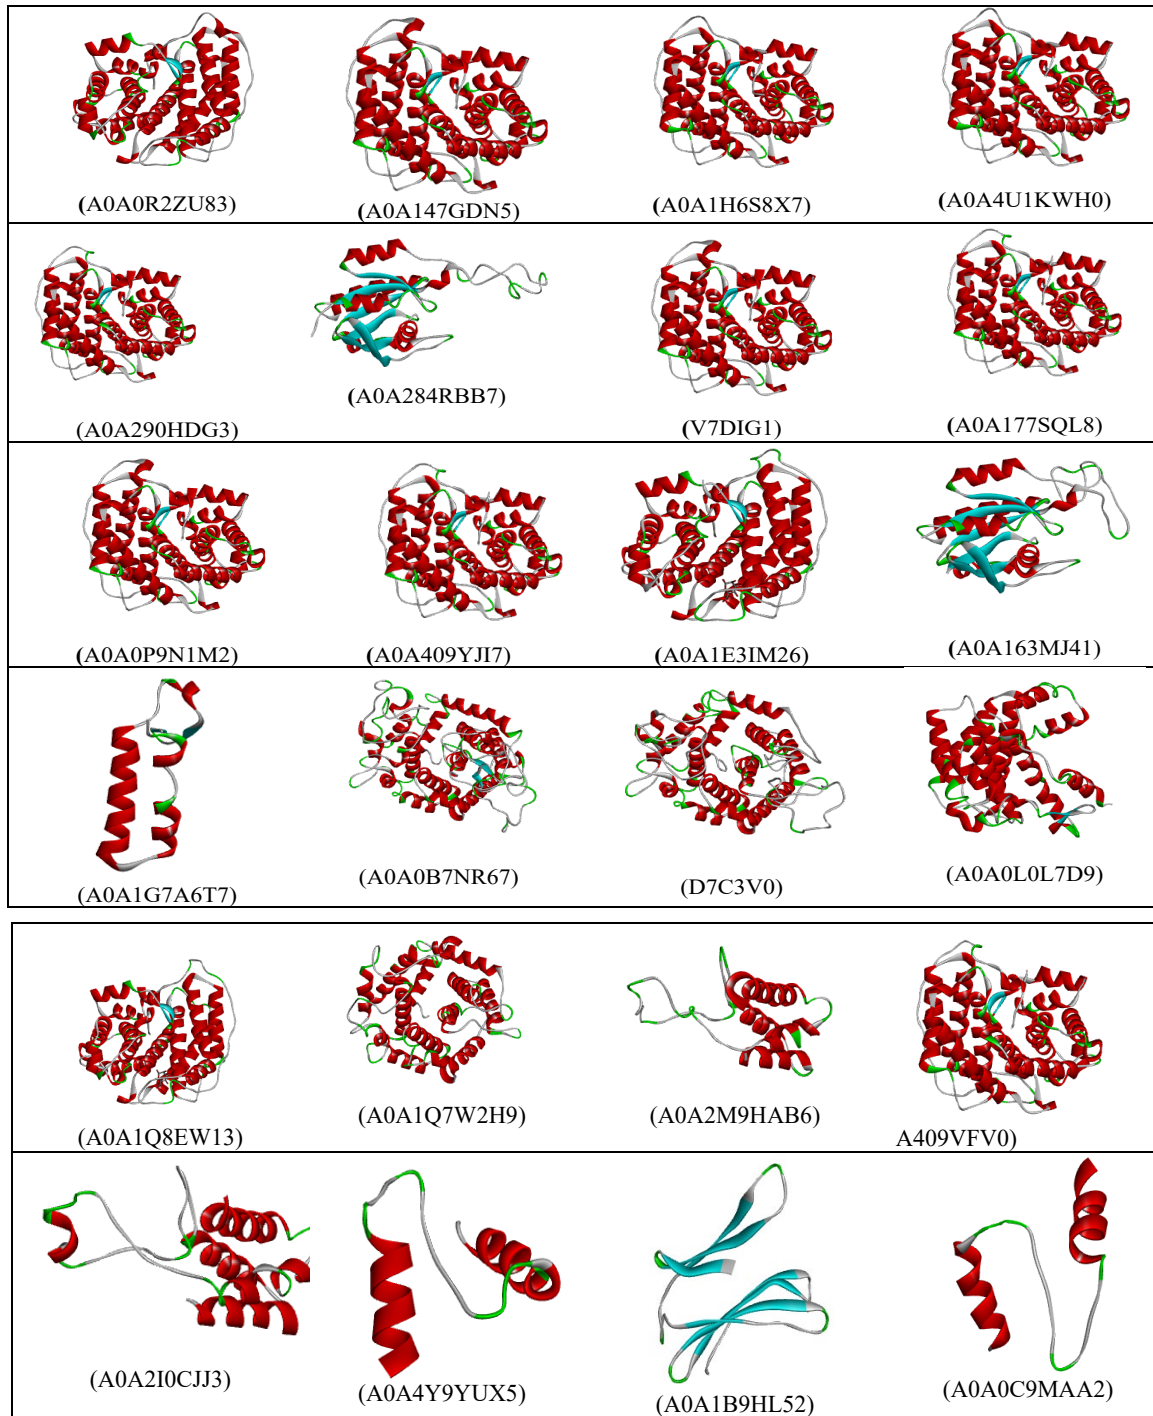 (A0A0R2ZU83)
(A0A147GDN5)
(A0A1H6S8X7)
(A0A4U1KWH0)
(A0A290HDG3)
(A0A284RBB7)
(V7DIG1)
(A0A177SQL8)
(A0A0P9N1M2)
(A0A409YJI7)
(A0A1E3IM26)
(A0A163MJ41)
(A0A1G7A6T7)
(A0A0B7NR67)
(D7C3V0)
(A0A0L0L7D9)
(A0A1Q8EW13)
(A0A1Q7W2H9)
(A0A2M9HAB6)
A409VFV0)
(A0A2I0CJJ3)
(A0A4Y9YUX5)
(A0A1B9HL52)
(A0A0C9MAA2)